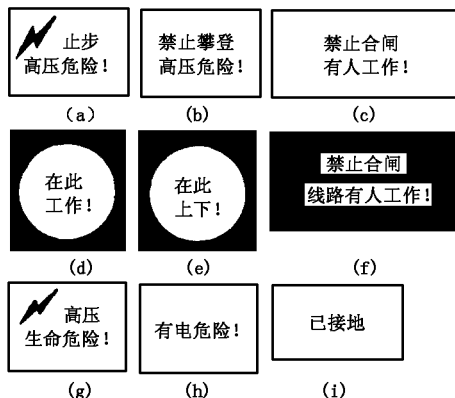 止步
高压危险！
(a)
禁止攀登
高压危险！
(b)
禁止合闸
有人工作！
(c)
在此
工作！
(d)
在此
上下！
(e)
禁止合闸
线路有人工作！
(f)
高压
生命危险！
(g)
有电危险！
(h)
已接地
(i)